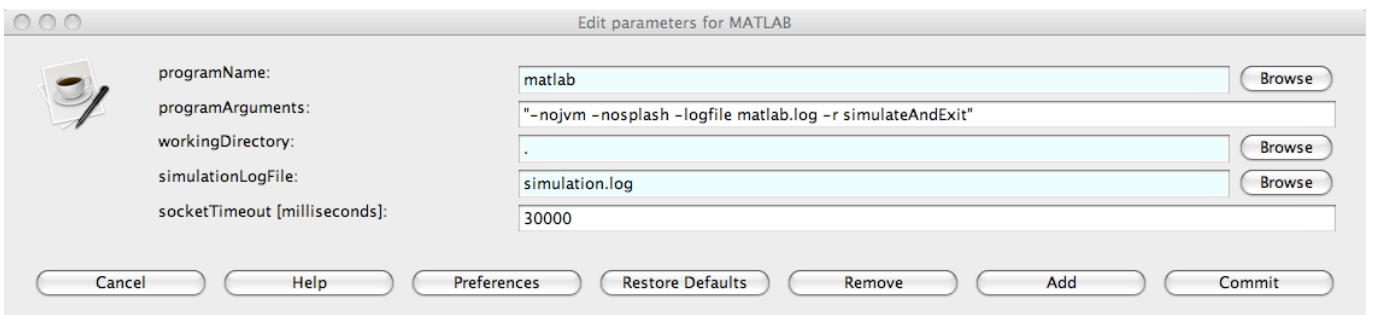 Edit parameters for MATLAB
programName: matlab Browse
programArguments: "-nojvm -nosplash -logfile matlab.log -r simulateAndExit"
workingDirectory: . Browse
simulationLogFile: simulation.log Browse
socketTimeout [milliseconds]: 30000
Cancel Help Preferences Restore Defaults Remove Add Commit